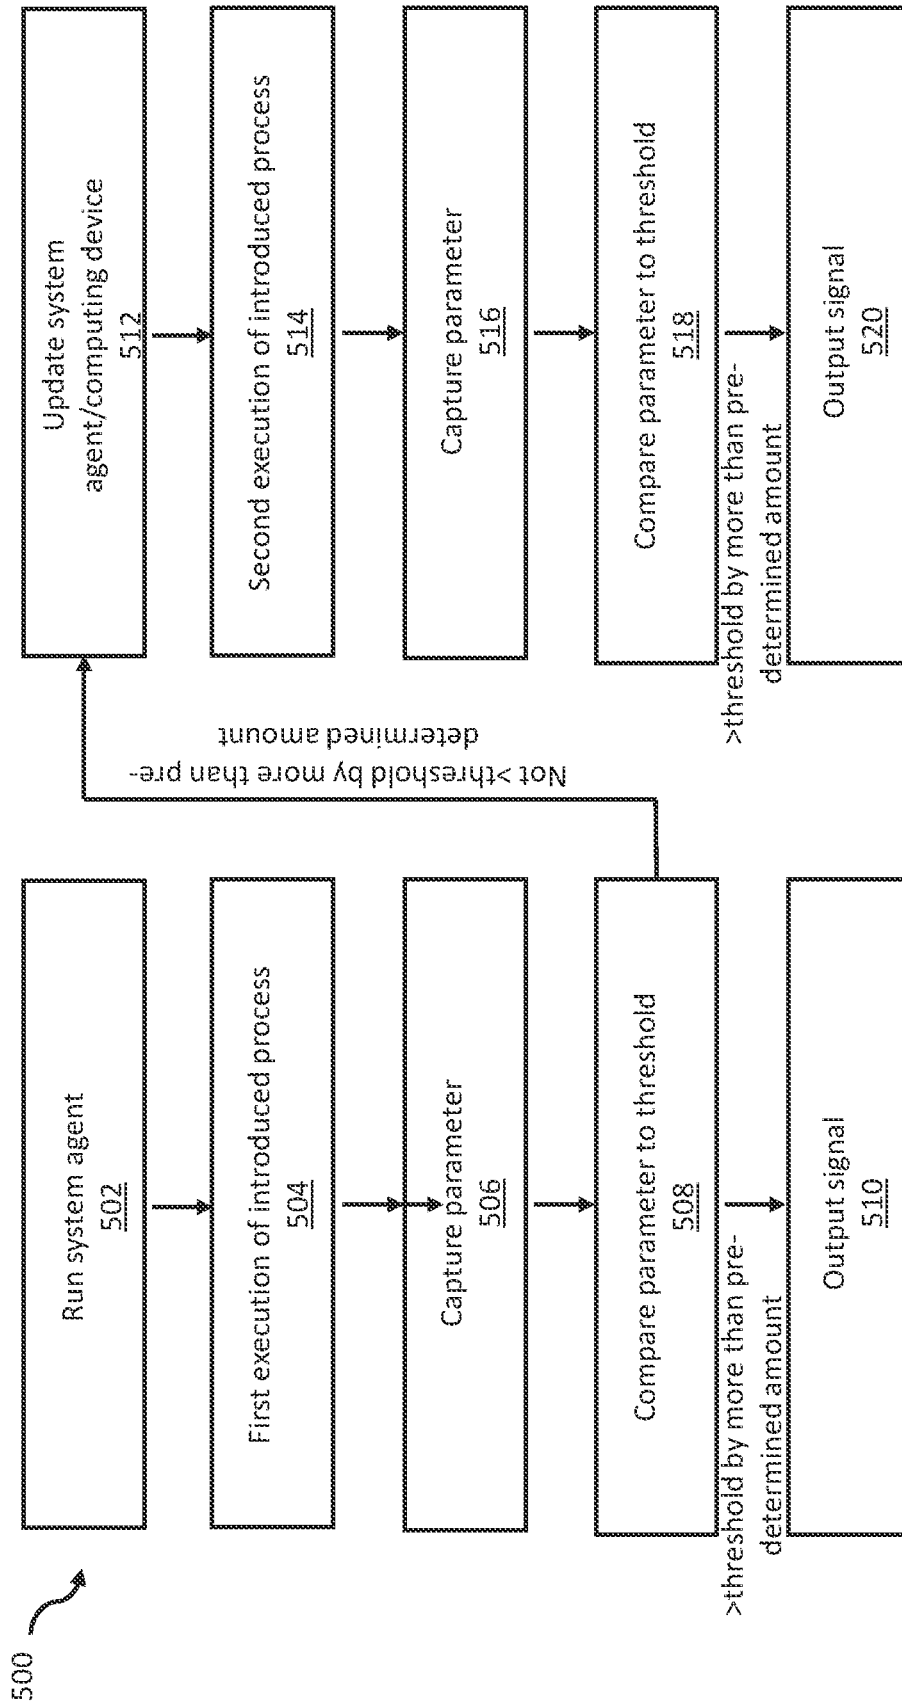 500
Run system agent
502
First execution of introduced process
504
Capture parameter
506
Compare parameter to threshold
508
>threshold by more than pre-
determined amount
Output signal
510
Not >threshold by more than pre-
determined amount
Update system
agent/computing device
512
Second execution of introduced process
514
Capture parameter
516
Compare parameter to threshold
518
>threshold by more than pre-
determined amount
Output signal
520